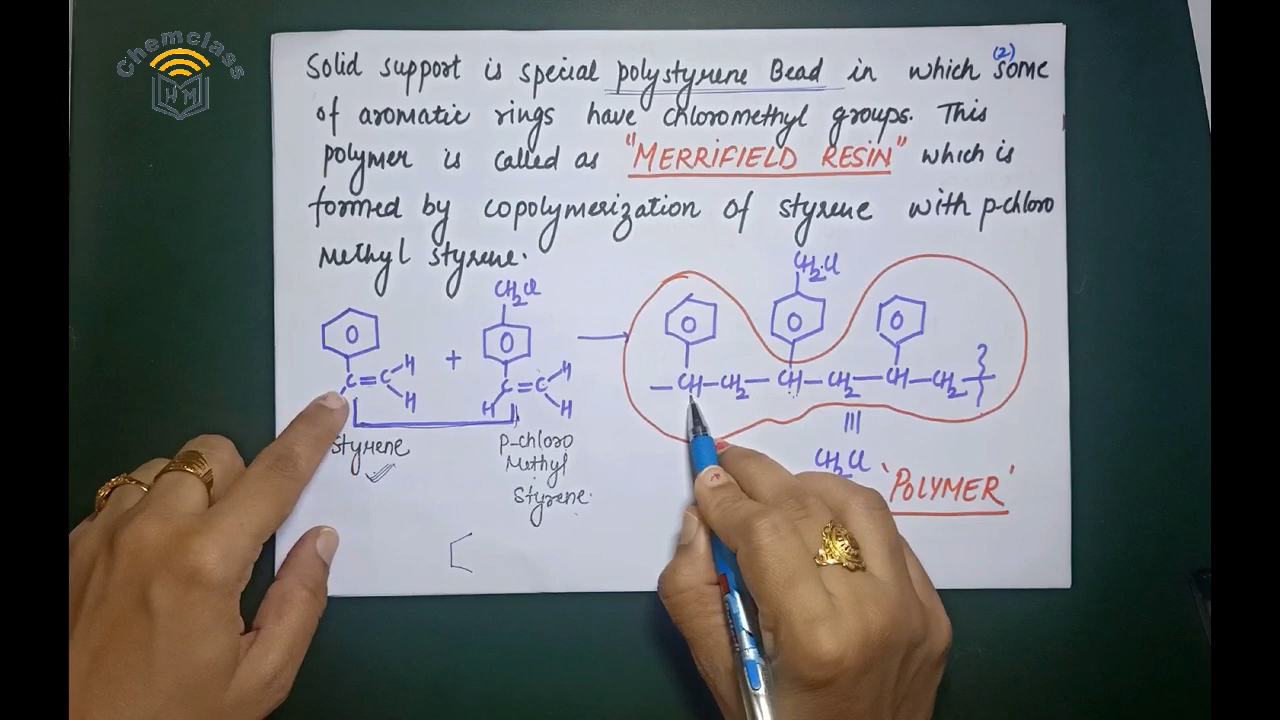 Chemclass
HM
(2)
Solid support is special polystyrene Bead in which some
of aromatic rings have chloromethyl groups. This
polymer is called as "MERRIFIELD RESIN" which is
formed by copolymerization of styrene with p-chloro
Methyl styrene.
CH2Cl CH2Cl
+
C=C H H C=C H H H —CH—CH2—CH—CH2—CH—CH2—
Styrene p-chloro Methyl Styrene.
CH2Cl 'POLYMER'